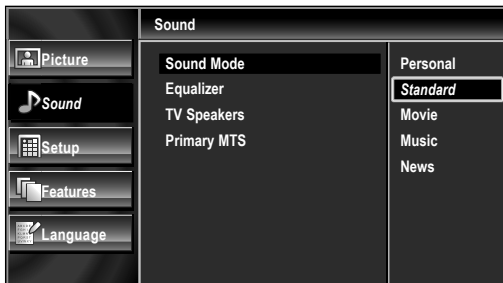 Sound
Picture
Sound
Setup
Features
Language
Sound Mode
Equalizer
TV Speakers
Primary MTS
Personal
Standard
Movie
Music
News